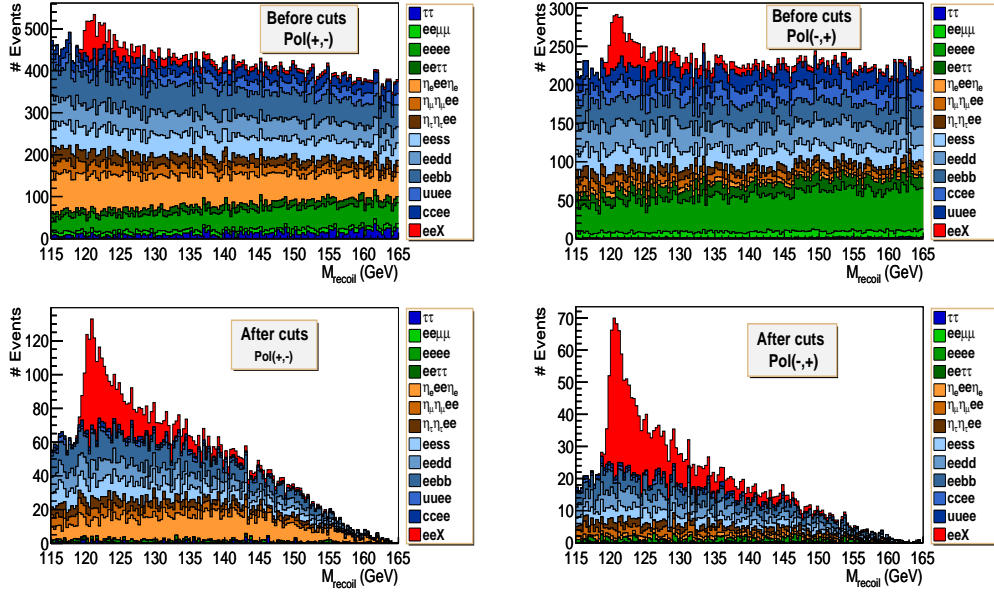 # Events
500
400
300
200
100
0
115 120 125 130 135 140 145 150 155 160 165
M_recoil (GeV)
Before cuts
Pol(+,-)
ττ
eeμμ
eeee
eeττ
η_e eeη_e
η_μ η_μ ee
η_τ η_τ ee
eess
eedd
eebb
uuee
ccee
eeX
# Events
300
250
200
150
100
50
0
115 120 125 130 135 140 145 150 155 160 165
M_recoil (GeV)
Before cuts
Pol(-,+)
ττ
eeμμ
eeee
eeττ
η_e eeη_e
η_μ η_μ ee
η_τ η_τ ee
eess
eedd
eebb
uuee
ccee
uuee
eeX
# Events
120
100
80
60
40
20
0
115 120 125 130 135 140 145 150 155 160 165
M_recoil (GeV)
After cuts
Pol(+,-)
ττ
eeμμ
eeee
eeττ
η_e eeη_e
η_μ η_μ ee
η_τ η_τ ee
eess
eedd
eebb
uuee
ccee
uuee
eeX
# Events
70
60
50
40
30
20
10
0
115 120 125 130 135 140 145 150 155 160 165
M_recoil (GeV)
After cuts
Pol(-,+)
ττ
eeμμ
eeee
eeττ
η_e eeη_e
η_μ η_μ ee
η_τ η_τ ee
eess
eedd
eebb
uuee
ccee
uuee
eeX